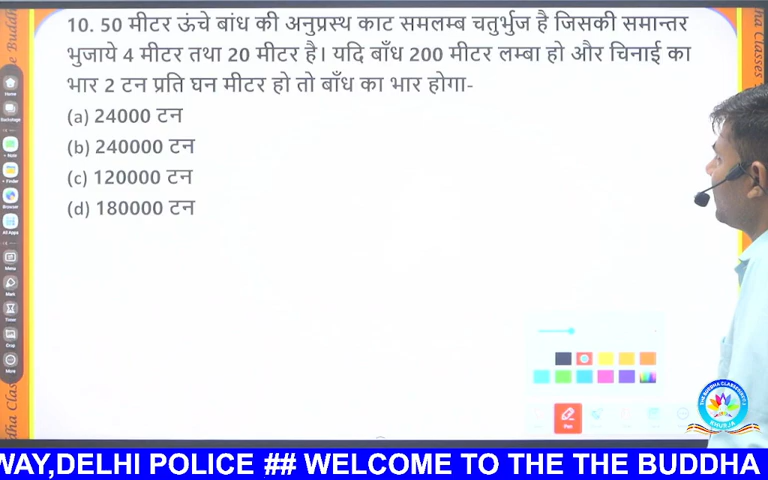 10. 50 मीटर ऊंचे बांध की अनुप्रस्थ काट समलम्ब चतुर्भुज है जिसकी समान्तर
भुजाये 4 मीटर तथा 20 मीटर है। यदि बाँध 200 मीटर लम्बा हो और चिनाई का
भार 2 टन प्रति घन मीटर हो तो बाँध का भार होगा-
(a) 24000 टन
(b) 240000 टन
(c) 120000 टन
(d) 180000 टन
WAY,DELHI POLICE ## WELCOME TO THE THE BUDDHA